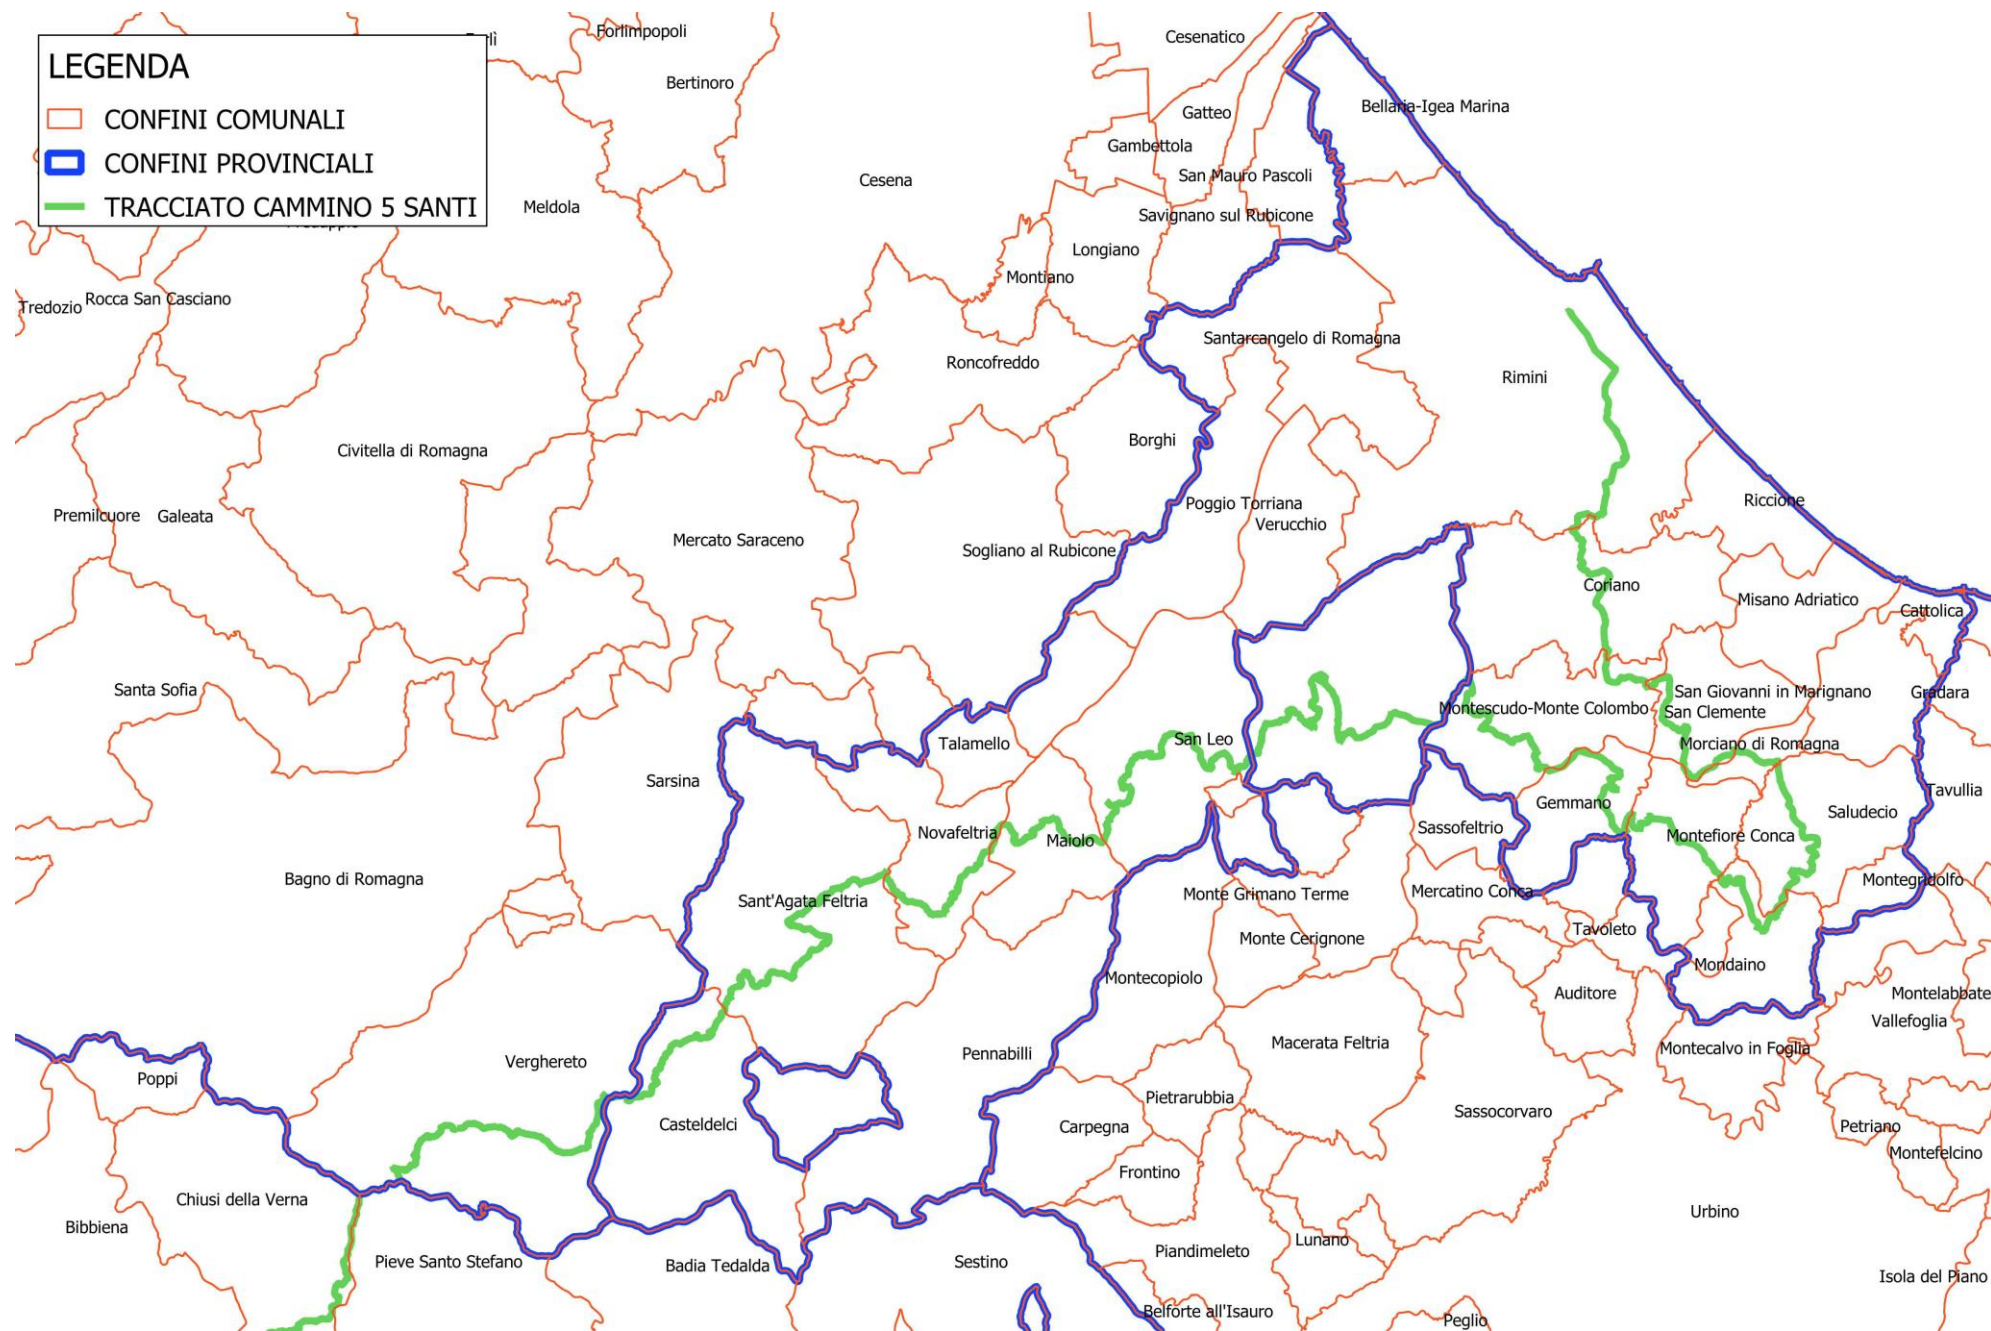 Forlimpopoli
Cesenatico
LEGENDA
Bertinoro
Bellaria-Igea Marina
CONFINI COMUNALI
Gatteo
Gambettola
CONFINI PROVINCIALI
San Mauro Pascoli
Cesena
TRACCIATO CAMMINO 5 SANTI
Meldola
Savignano sul Rubicone
Longiano
Montiano
Rocca San Casciano
Tredozio
Santarcangelo di Romagna
Roncofreddo
Rimini
Borghi
Civitella di Romagna
Riccione
Poggio Torriana
Premilcuore
Galeata
Verucchio
Mercato Saraceno
Sogliano al Rubicone
Coriano
Misano Adriatico
Cattolica
Santa Sofia
San Giovanni in Marignano
Gradara
Montescudo-Monte Colombo
San Clemente
San Leo
Talamello
Morciano di Romagna
Sarsina
Tavullia
Gemmano
Saludecio
Sassofeltrio
Novafeltria
Maiolo
Montefiore Conca
Bagno di Romagna
Montegridolfo
Mercatino Conca
Monte Grimano Terme
Sant'Agata Feltria
Tavoleto
Monte Cerignone
Mondaino
Montecopiolo
Auditore
Montelabbate
Vallefoglia
Macerata Feltria
Montecalvo in Foglia
Pennabilli
Verghereto
Poppi
Pietrarubbia
Sassocorvaro
Casteldelci
Carpegna
Petriano
Montefelcino
Frontino
Chiusi della Verna
Urbino
Bibbiena
Lunano
Piandimeleto
Pieve Santo Stefano
Badia Tedalda
Sestino
Isola del Piano
Belforte all'Isauro
Peglio